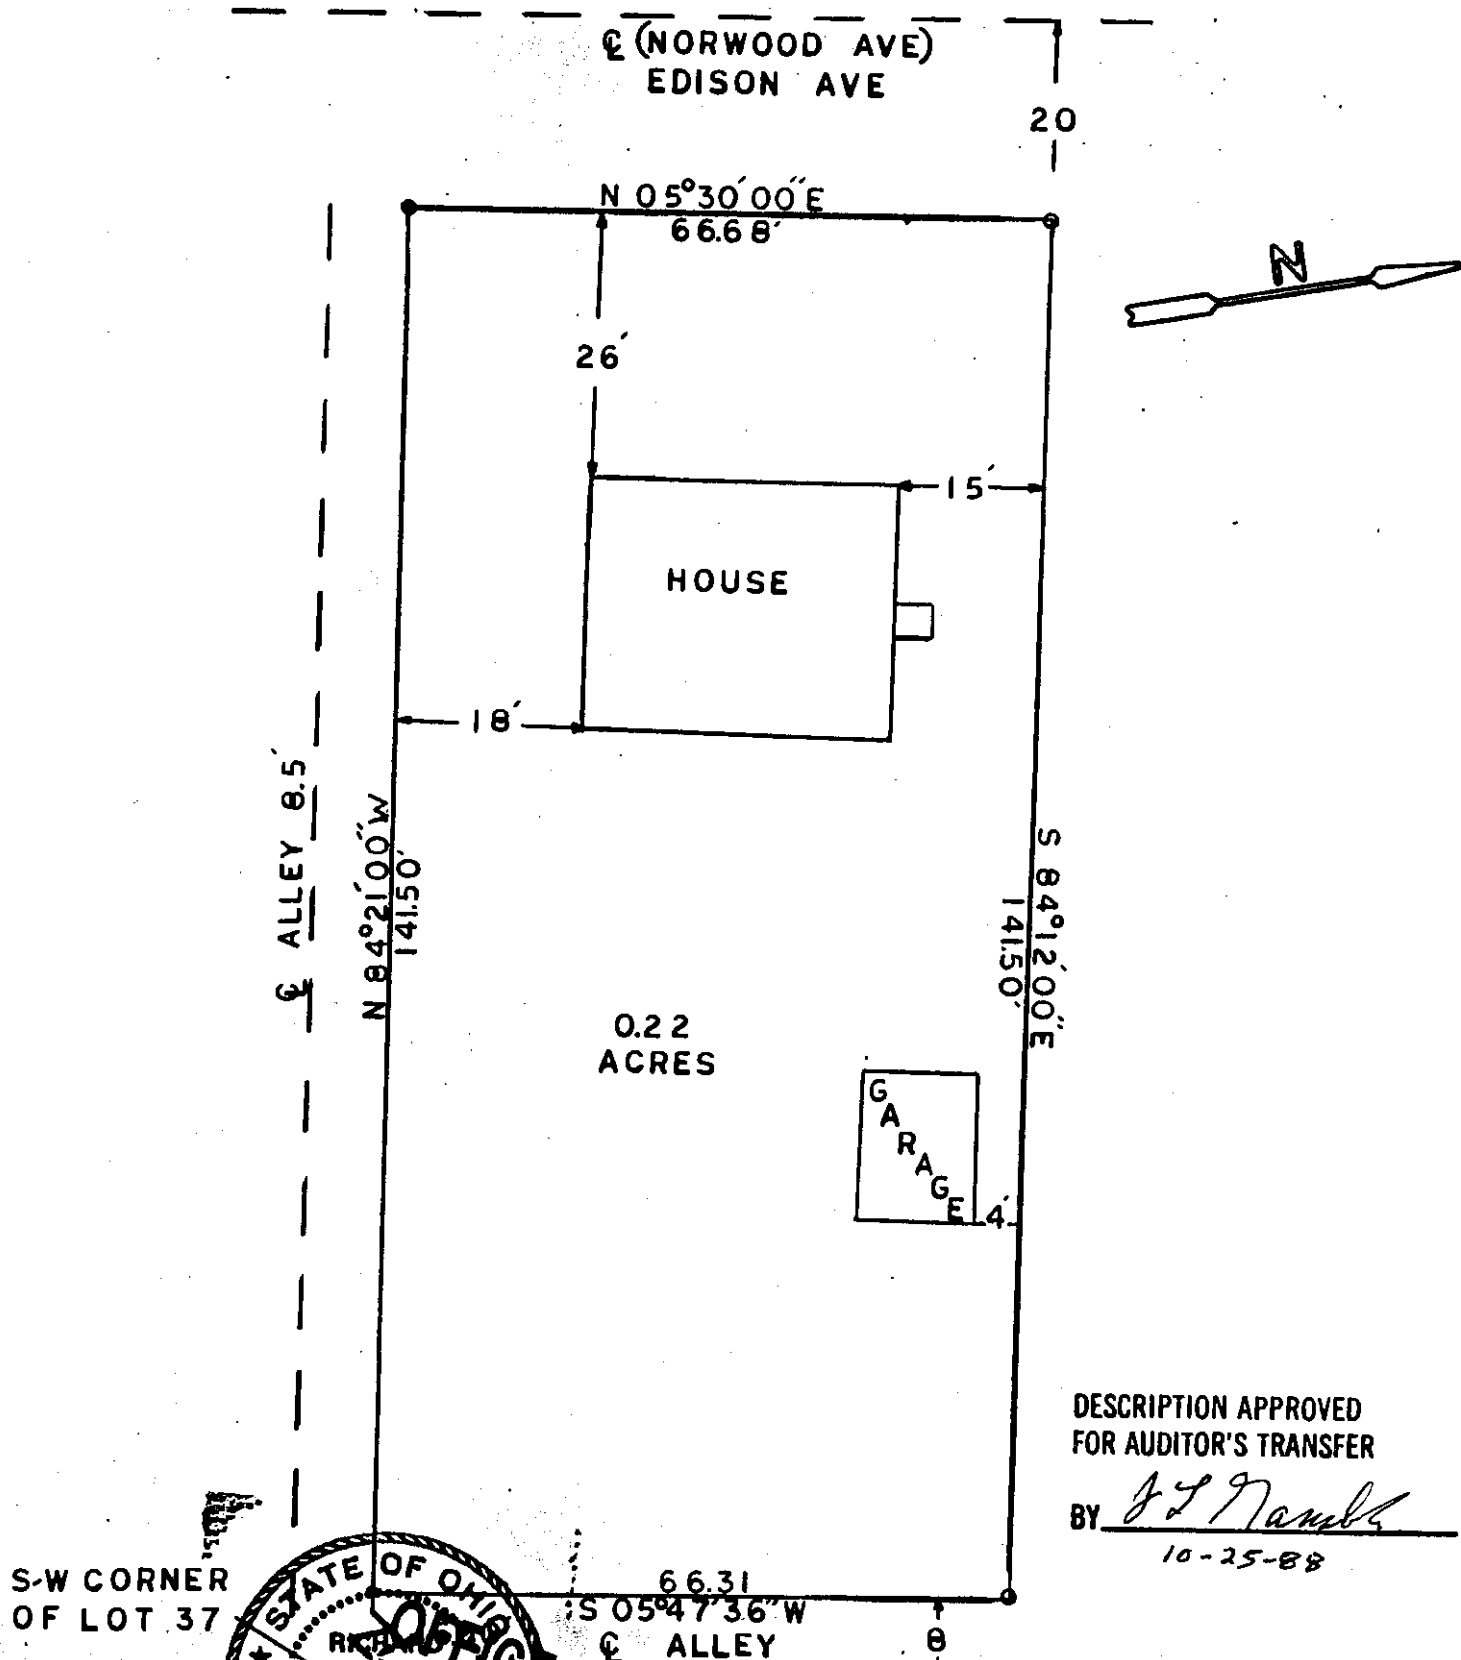 ℄ (NORWOOD AVE)
EDISON AVE
20
N 05°30'00"E
66.68'
N
26'
15'
HOUSE
18'
℄ ALLEY 8.5'
N 84°21'00"W
141.50'
S 84°12'00"E
141.50'
0.22
ACRES
GARAGE
4'
DESCRIPTION APPROVED
FOR AUDITOR'S TRANSFER
BY
10-25-88
S-W CORNER
OF LOT 37
STATE OF OHIO
66.31
S 05°47'36"W
℄ ALLEY
8